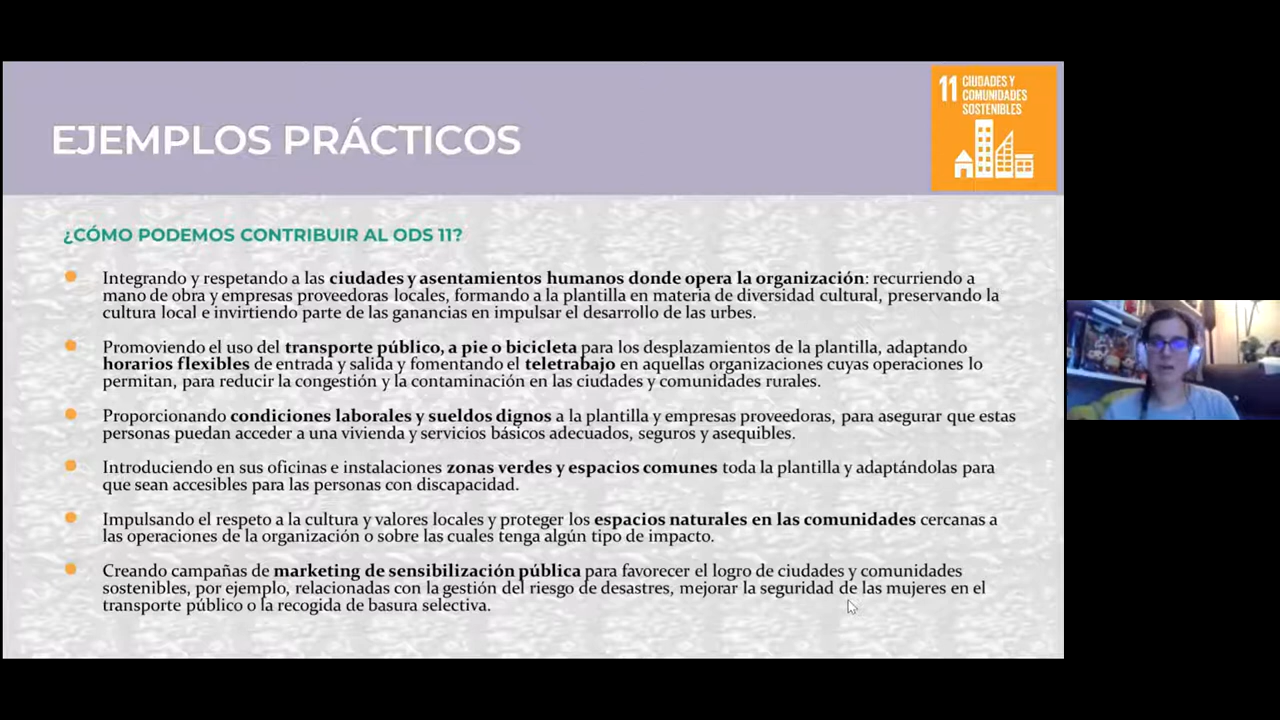 EJEMPLOS PRÁCTICOS
11 CIUDADES Y
COMUNIDADES
SOSTENIBLES
¿CÓMO PODEMOS CONTRIBUIR AL ODS 11?
Integrando y respetando a las ciudades y asentamientos humanos donde opera la organización: recurriendo a
mano de obra y empresas proveedoras locales, formando a la plantilla en materia de diversidad cultural, preservando la
cultura local e invirtiendo parte de las ganancias en impulsar el desarrollo de las urbes.
Promoviendo el uso del transporte público, a pie o bicicleta para los desplazamientos de la plantilla, adaptando
horarios flexibles de entrada y salida y fomentando el teletrabajo en aquellas organizaciones cuyas operaciones lo
permitan, para reducir la congestión y la contaminación en las ciudades y comunidades rurales.
Proporcionando condiciones laborales y sueldos dignos a la plantilla y empresas proveedoras, para asegurar que estas
personas puedan acceder a una vivienda y servicios básicos adecuados, seguros y asequibles.
Introduciendo en sus oficinas e instalaciones zonas verdes y espacios comunes toda la plantilla y adaptándolas para
que sean accesibles para las personas con discapacidad.
Impulsando el respeto a la cultura y valores locales y proteger los espacios naturales en las comunidades cercanas a
las operaciones de la organización o sobre las cuales tenga algún tipo de impacto.
Creando campañas de marketing de sensibilización pública para favorecer el logro de ciudades y comunidades
sostenibles, por ejemplo, relacionadas con la gestión del riesgo de desastres, mejorar la seguridad de las mujeres en el
transporte público o la recogida de basura selectiva.